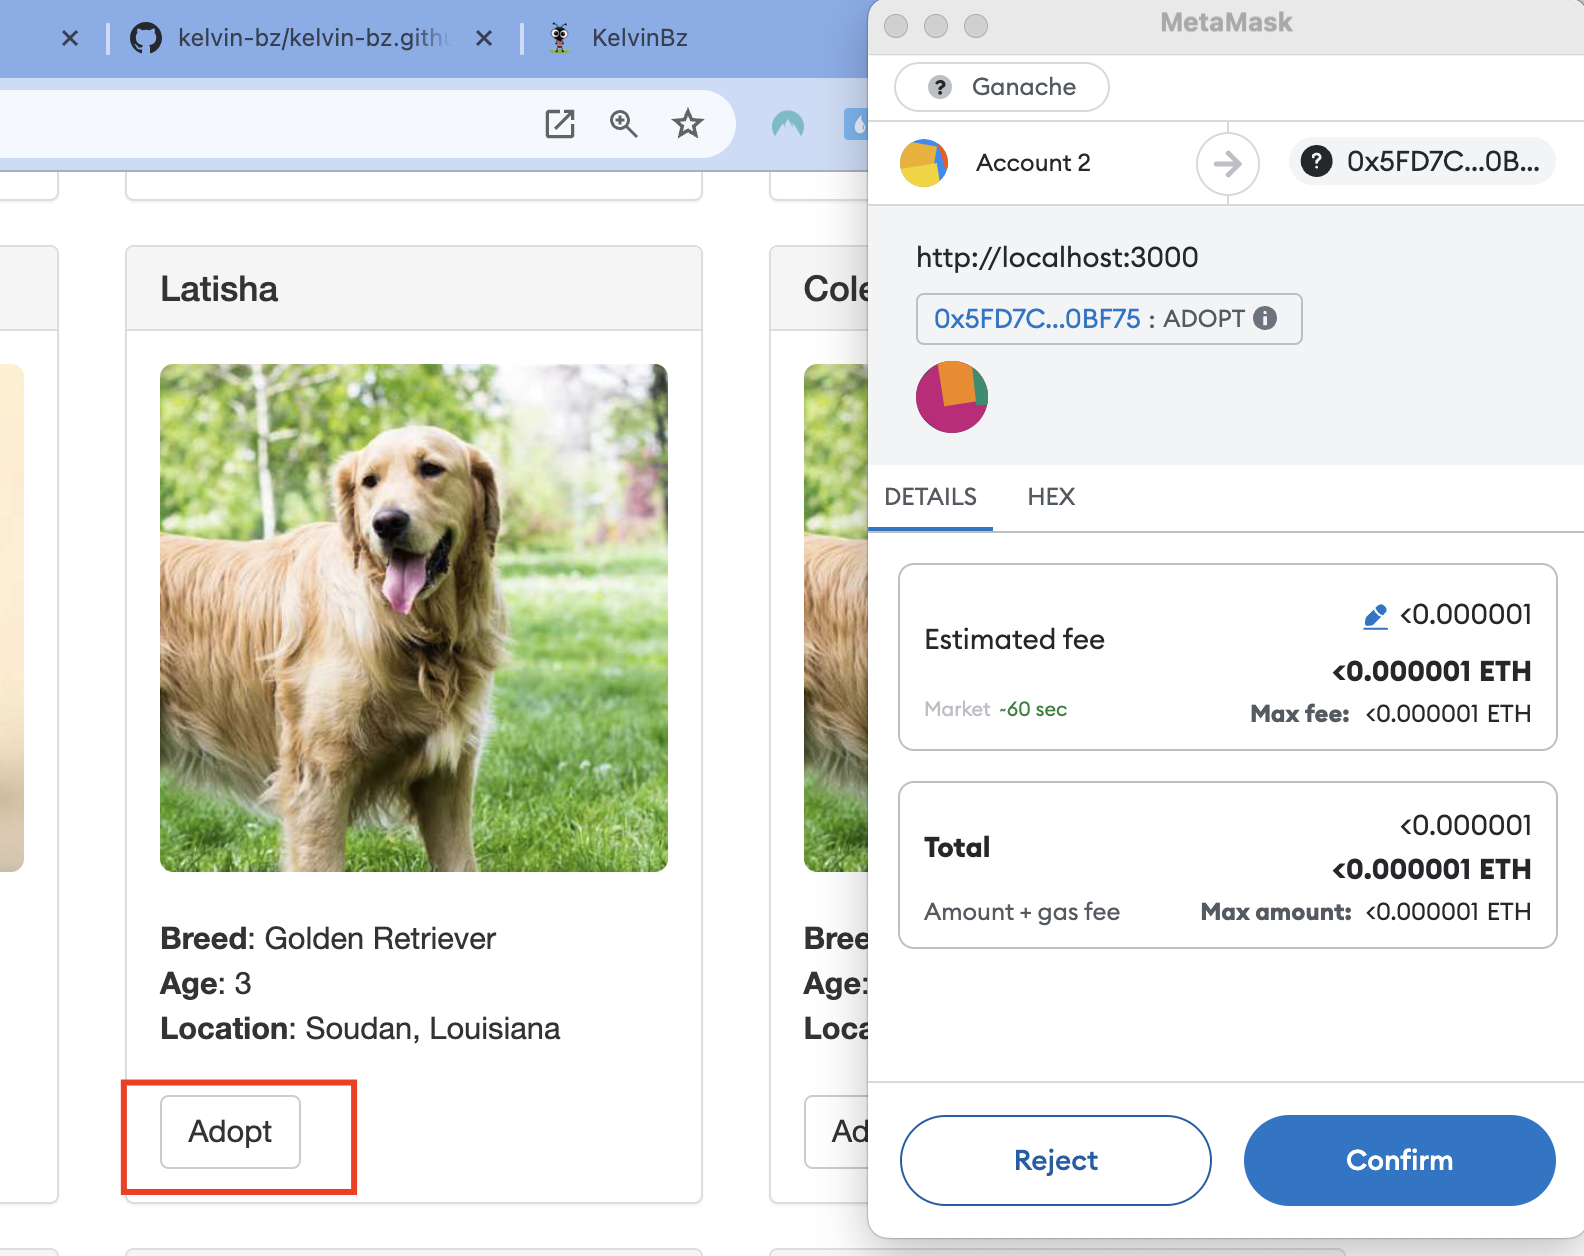 kelvin-bz/kelvin-bz.gith
KelvinBz
Latisha
Breed: Golden Retriever
Age: 3
Location: Soudan, Louisiana
Adopt
Cole
Bree
Age:
Loca
Ad
MetaMask
? Ganache
Account 2
? 0x5FD7C...0B...
http://localhost:3000
0x5FD7C...0BF75 : ADOPT i
DETAILS HEX
<0.000001
Estimated fee
<0.000001 ETH
Market ~60 sec
Max fee: <0.000001 ETH
<0.000001
Total
<0.000001 ETH
Amount + gas fee Max amount: <0.000001 ETH
Reject Confirm